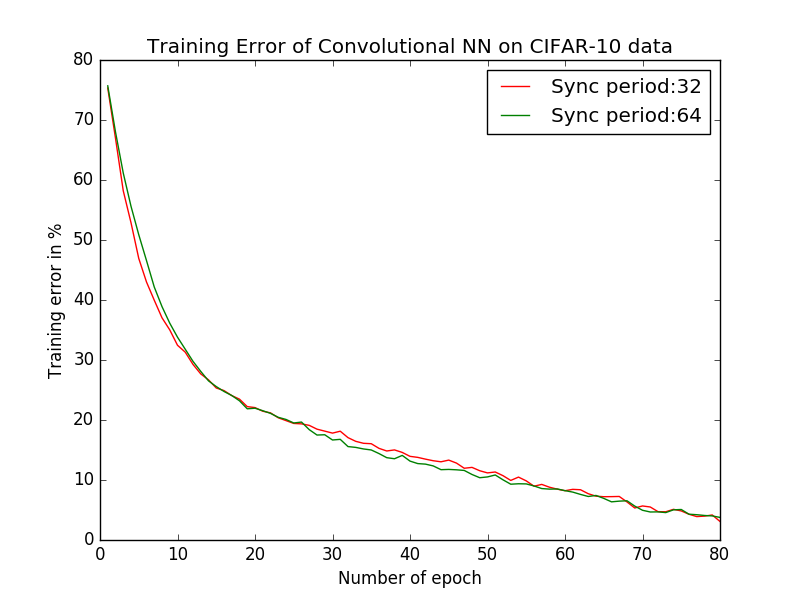 Training Error of Convolutional NN on CIFAR-10 data
Sync period:32
Sync period:64
Training error in %
80
70
60
50
40
30
20
10
0
0 10 20 30 40 50 60 70 80
Number of epoch